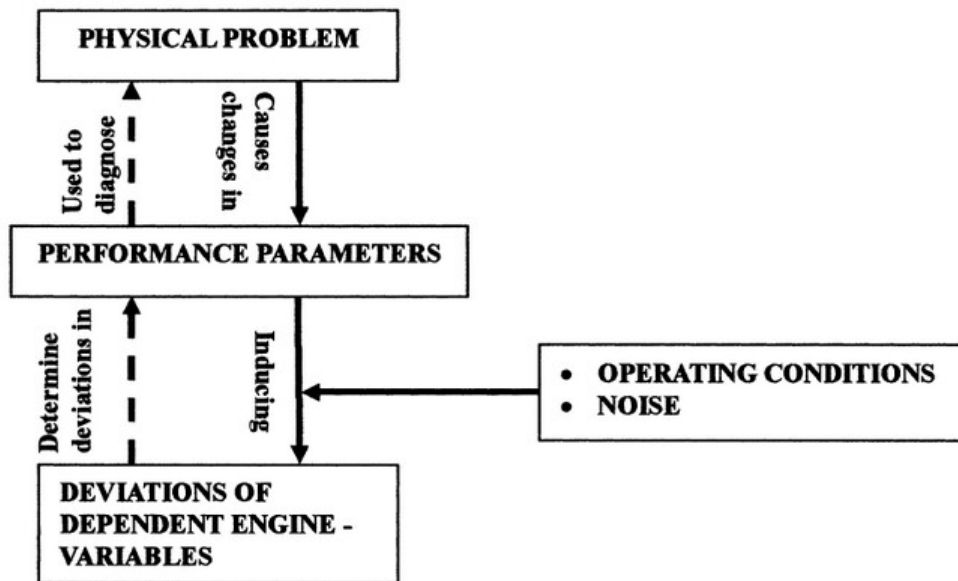 PHYSICAL PROBLEM
Used to
diagnose
Causes
changes in
PERFORMANCE PARAMETERS
Determine
deviations in
Inducing
• OPERATING CONDITIONS
• NOISE
DEVIATIONS OF
DEPENDENT ENGINE -
VARIABLES